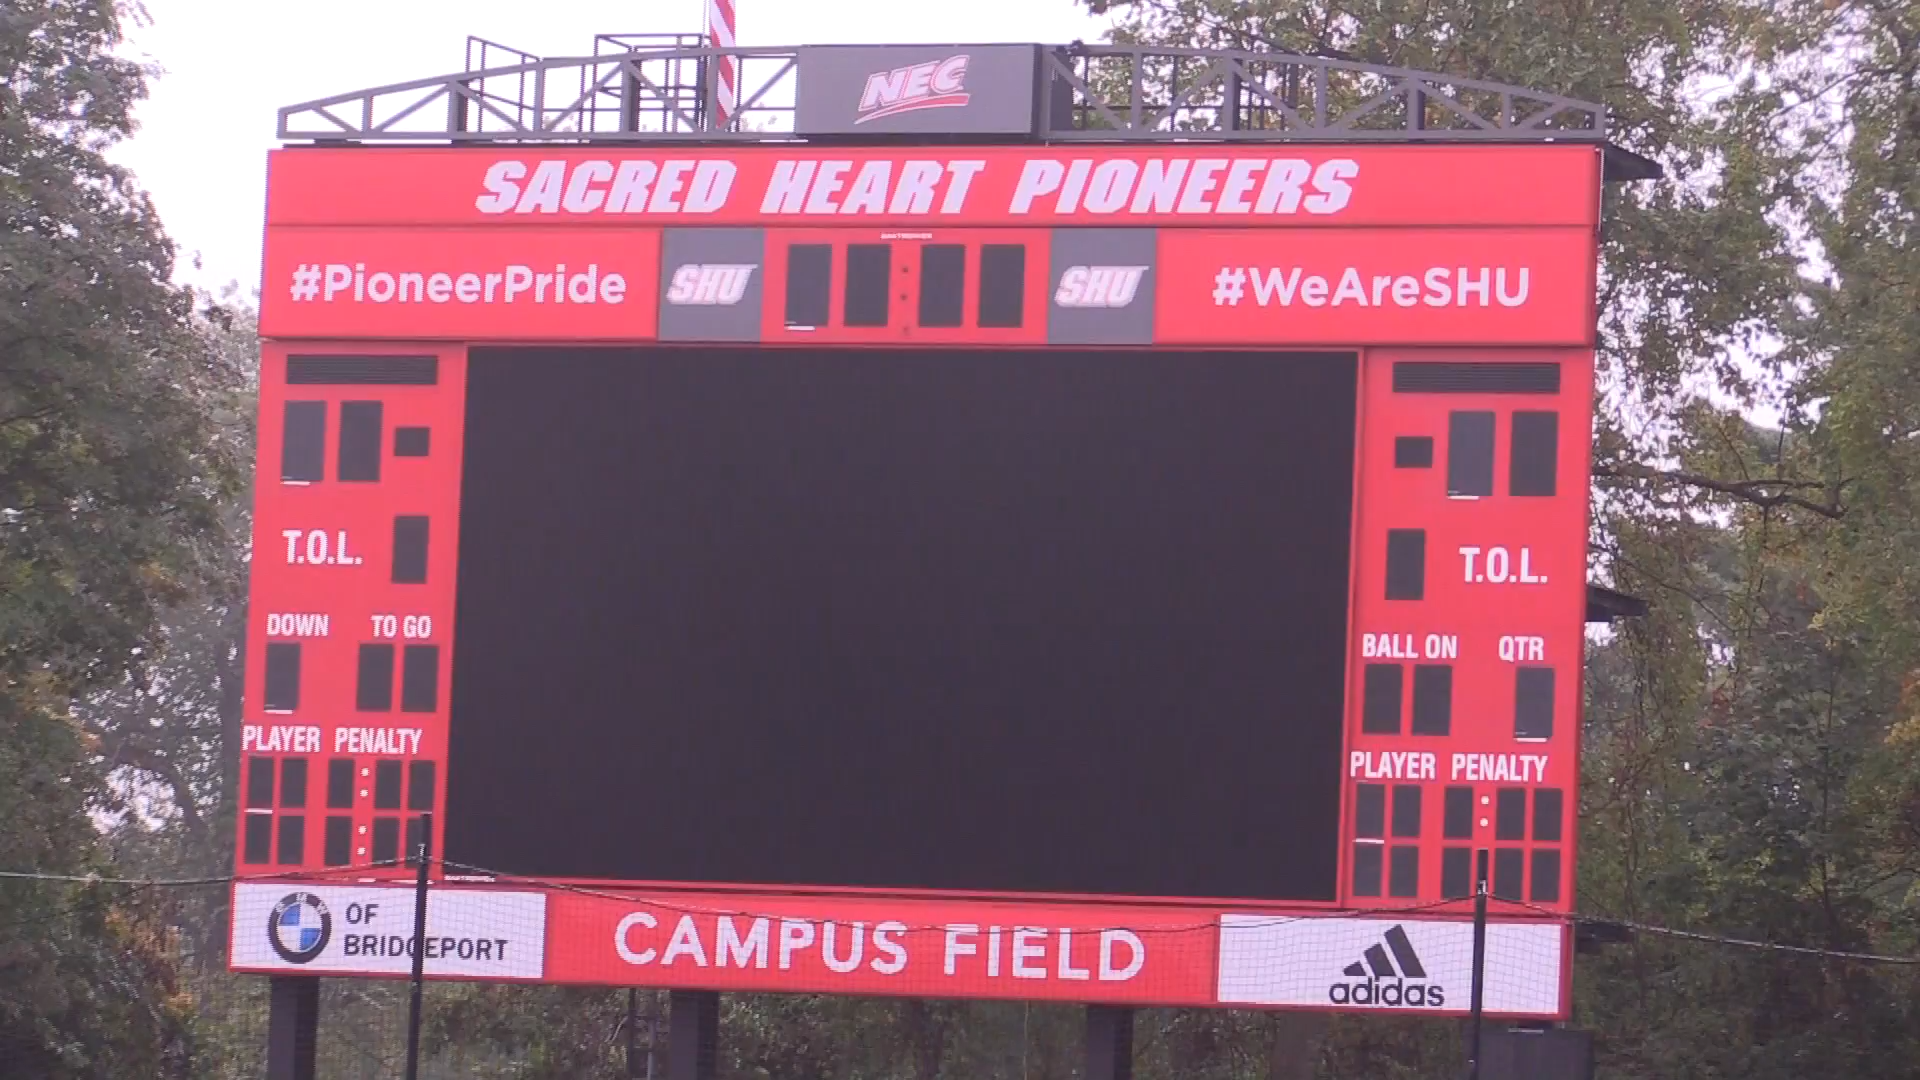 NEC
SACRED HEART PIONEERS
#PioneerPride
SHU
SHU
#WeAreSHU
T.O.L.
T.O.L.
DOWN TO GO
BALL ON QTR
PLAYER PENALTY
PLAYER PENALTY
OF
BRIDGEPORT
CAMPUS FIELD
adidas